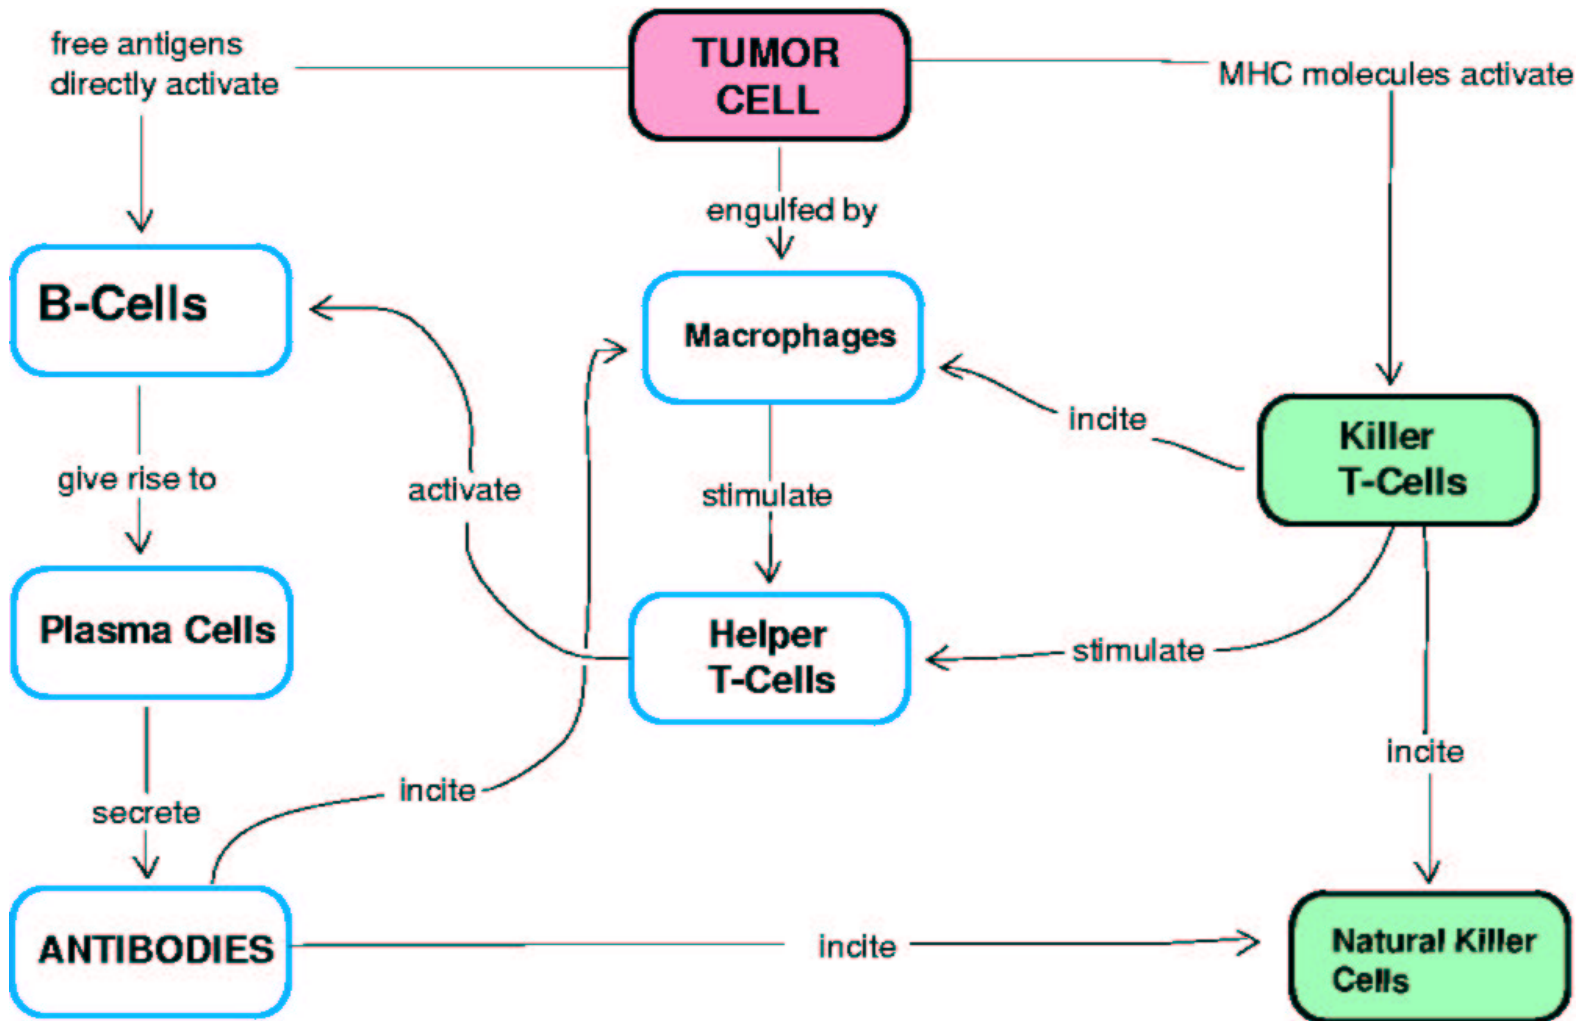 free antigens
directly activate
TUMOR
CELL
MHC molecules activate
engulfed by
B-Cells
Macrophages
incite
Killer
T-Cells
give rise to
activate
stimulate
Plasma Cells
Helper
T-Cells
stimulate
incite
secrete
incite
ANTIBODIES
incite
Natural Killer
Cells